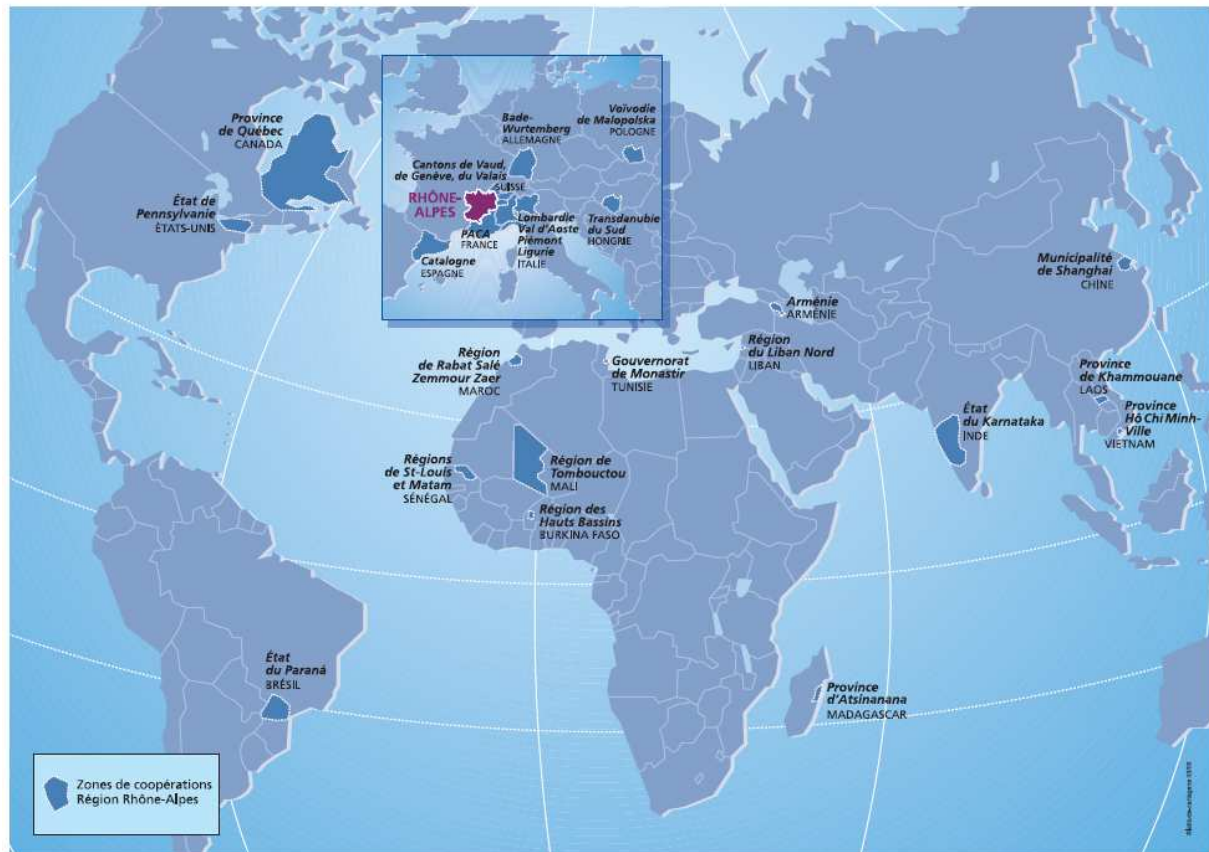 Province
de Québec
CANADA
État de
Pennsylvanie
ÉTATS-UNIS
Bade-
Wurtemberg
ALLEMAGNE
Voïvodie
de Malopolska
POLOGNE
Cantons de Vaud,
de Genève, du Valais
SUISSE
RHÔNE-
ALPES
PACA
FRANCE
Lombardie
Val d'Aoste
Piémont
Ligurie
ITALIE
Transdanubie
du Sud
HONGRIE
Catalogne
ESPAGNE
Municipalité
de Shanghai
CHINE
Arménie
ARMÉNIE
Région
de Rabat Salé
Zemmour Zaer
MAROC
Gouvernorat
de Monastir
TUNISIE
Région
du Liban Nord
LIBAN
Province
de Khammouane
LAOS
Province
Hô Chi Minh-
Ville
VIETNAM
État
du Karnataka
INDE
Régions
de St-Louis
et Matam
SÉNÉGAL
Région de
Tombouctou
MALI
Région des
Hauts Bassins
BURKINA FASO
État
du Paraná
BRÉSIL
Province
d'Atsinanana
MADAGASCAR
Zones de coopérations
Région Rhône-Alpes